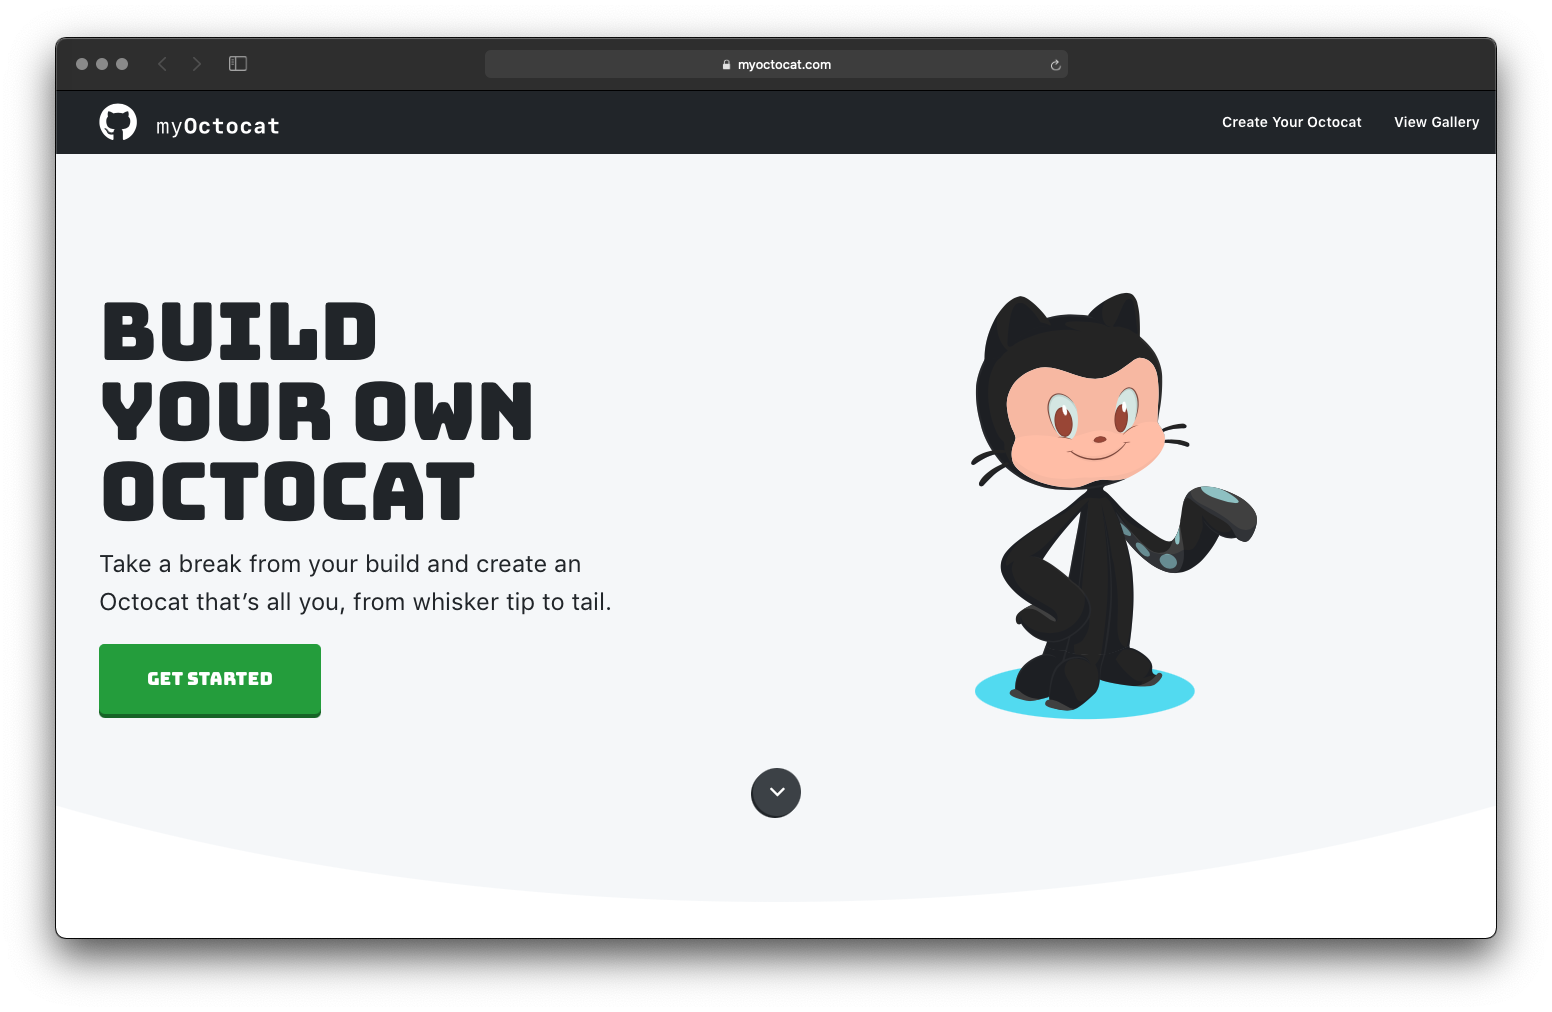 myoctocat.com
myOctocat
Create Your Octocat
View Gallery
BUILD
YOUR OWN
OCTOCAT
Take a break from your build and create an
Octocat that’s all you, from whisker tip to tail.
GET STARTED